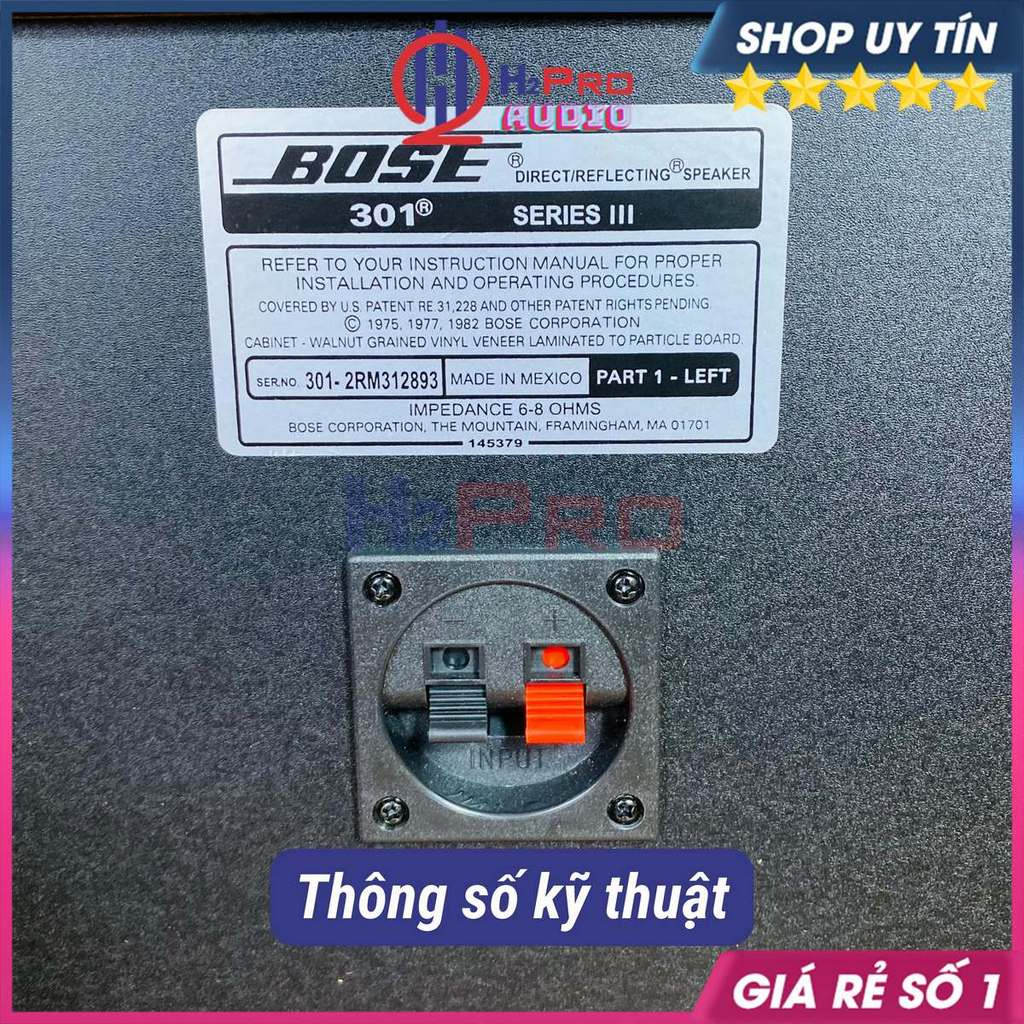 SHOP UY TÍN
H2PRO
AUDIO
BOSE® DIRECT/REFLECTING® SPEAKER
301® SERIES III
REFER TO YOUR INSTRUCTION MANUAL FOR PROPER
INSTALLATION AND OPERATING PROCEDURES.
COVERED BY U.S. PATENT RE.31,228 AND OTHER PATENT RIGHTS PENDING.
© 1975, 1977, 1982 BOSE CORPORATION
CABINET - WALNUT GRAINED VINYL VENEER LAMINATED TO PARTICLE BOARD.
SER.NO. 301- 2RM312893 MADE IN MEXICO PART 1 - LEFT
IMPEDANCE 6-8 OHMS
BOSE CORPORATION, THE MOUNTAIN, FRAMINGHAM, MA 01701
145379
H2PRO
- +
INPUT
Thông số kỹ thuật
GIÁ RẺ SỐ 1